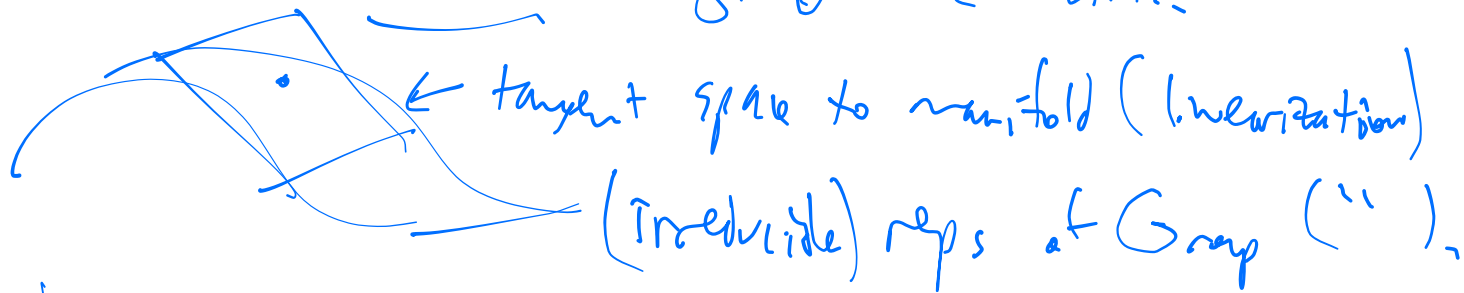 ← tangent space to manifold (linearization)
(irreducible) reps of Group (").